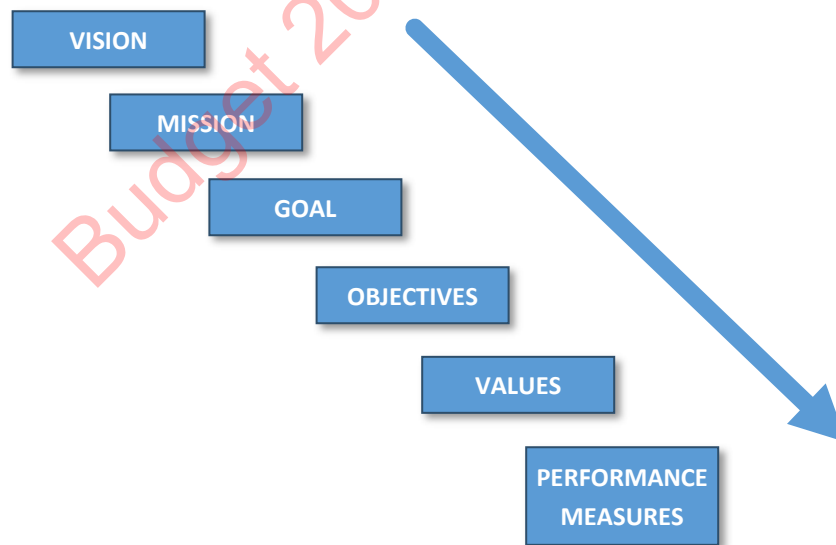 VISION
MISSION
GOAL
OBJECTIVES
VALUES
PERFORMANCE
MEASURES
Budget 20